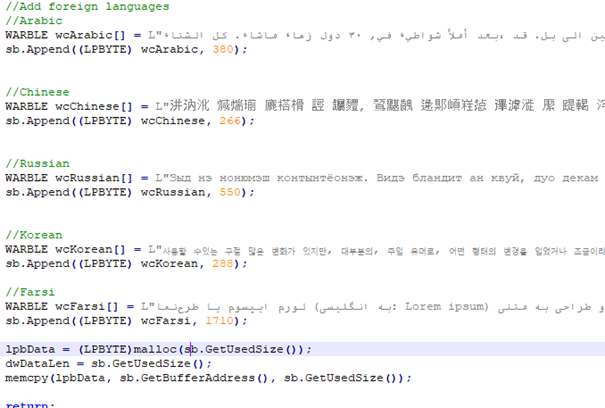 //Add foreign languages
//Arabic
WARBLE wcArabic[] = L"ين الى بل. قد ،بعد أملاً شواطيء في, ٣٠ دول زهاء ماشاء. كل الشتاء
sb.Append((LPBYTE) wcArabic, 380);
//Chinese
WARBLE wcChinese[] = L"
sb.Append((LPBYTE) wcChinese, 266);
//Russian
WARBLE wcRussian[] = L"Зыд нэ нонюмэш контынтёонэж. Видэ бландит ан квуй, дуо декам
sb.Append((LPBYTE) wcRussian, 550);
//Korean
WARBLE wcKorean[] = L"사용할 수있는 구절 많은 변화가 있지만, 대부분의, 주입 유머로, 어떤 형태의 변경을 입었거나 조금이라
sb.Append((LPBYTE) wcKorean, 288);
//Farsi
WARBLE wcFarsi[] = L"لورم ایپسوم یا طرح‌نما (به انگلیسی: Lorem ipsum) و طراحی به متنی
sb.Append((LPBYTE) wcFarsi, 1710);
lpbData = (LPBYTE)malloc(sb.GetUsedSize());
dwDataLen = sb.GetUsedSize();
memcpy(lpbData, sb.GetBufferAddress(), sb.GetUsedSize());
return;